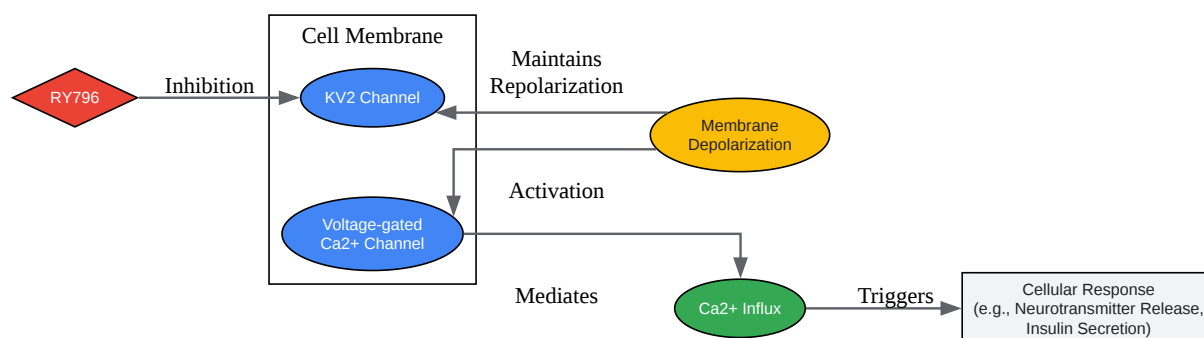 Cell Membrane
RY796
Inhibition
KV2 Channel
Maintains
Repolarization
Membrane
Depolarization
Activation
Voltage-gated
Ca2+ Channel
Mediates
Ca2+ Influx
Triggers
Cellular Response
(e.g., Neurotransmitter Release,
Insulin Secretion)